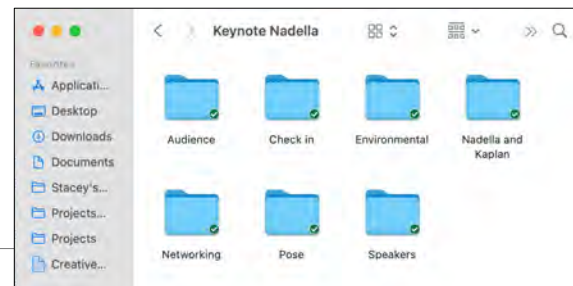 Keynote Nadella
Favorites
Applicati...
Desktop
Downloads
Documents
Stacey's...
Projects...
Projects
Creative...
Audience
Check in
Environmental
Nadella and
Kaplan
Networking
Pose
Speakers